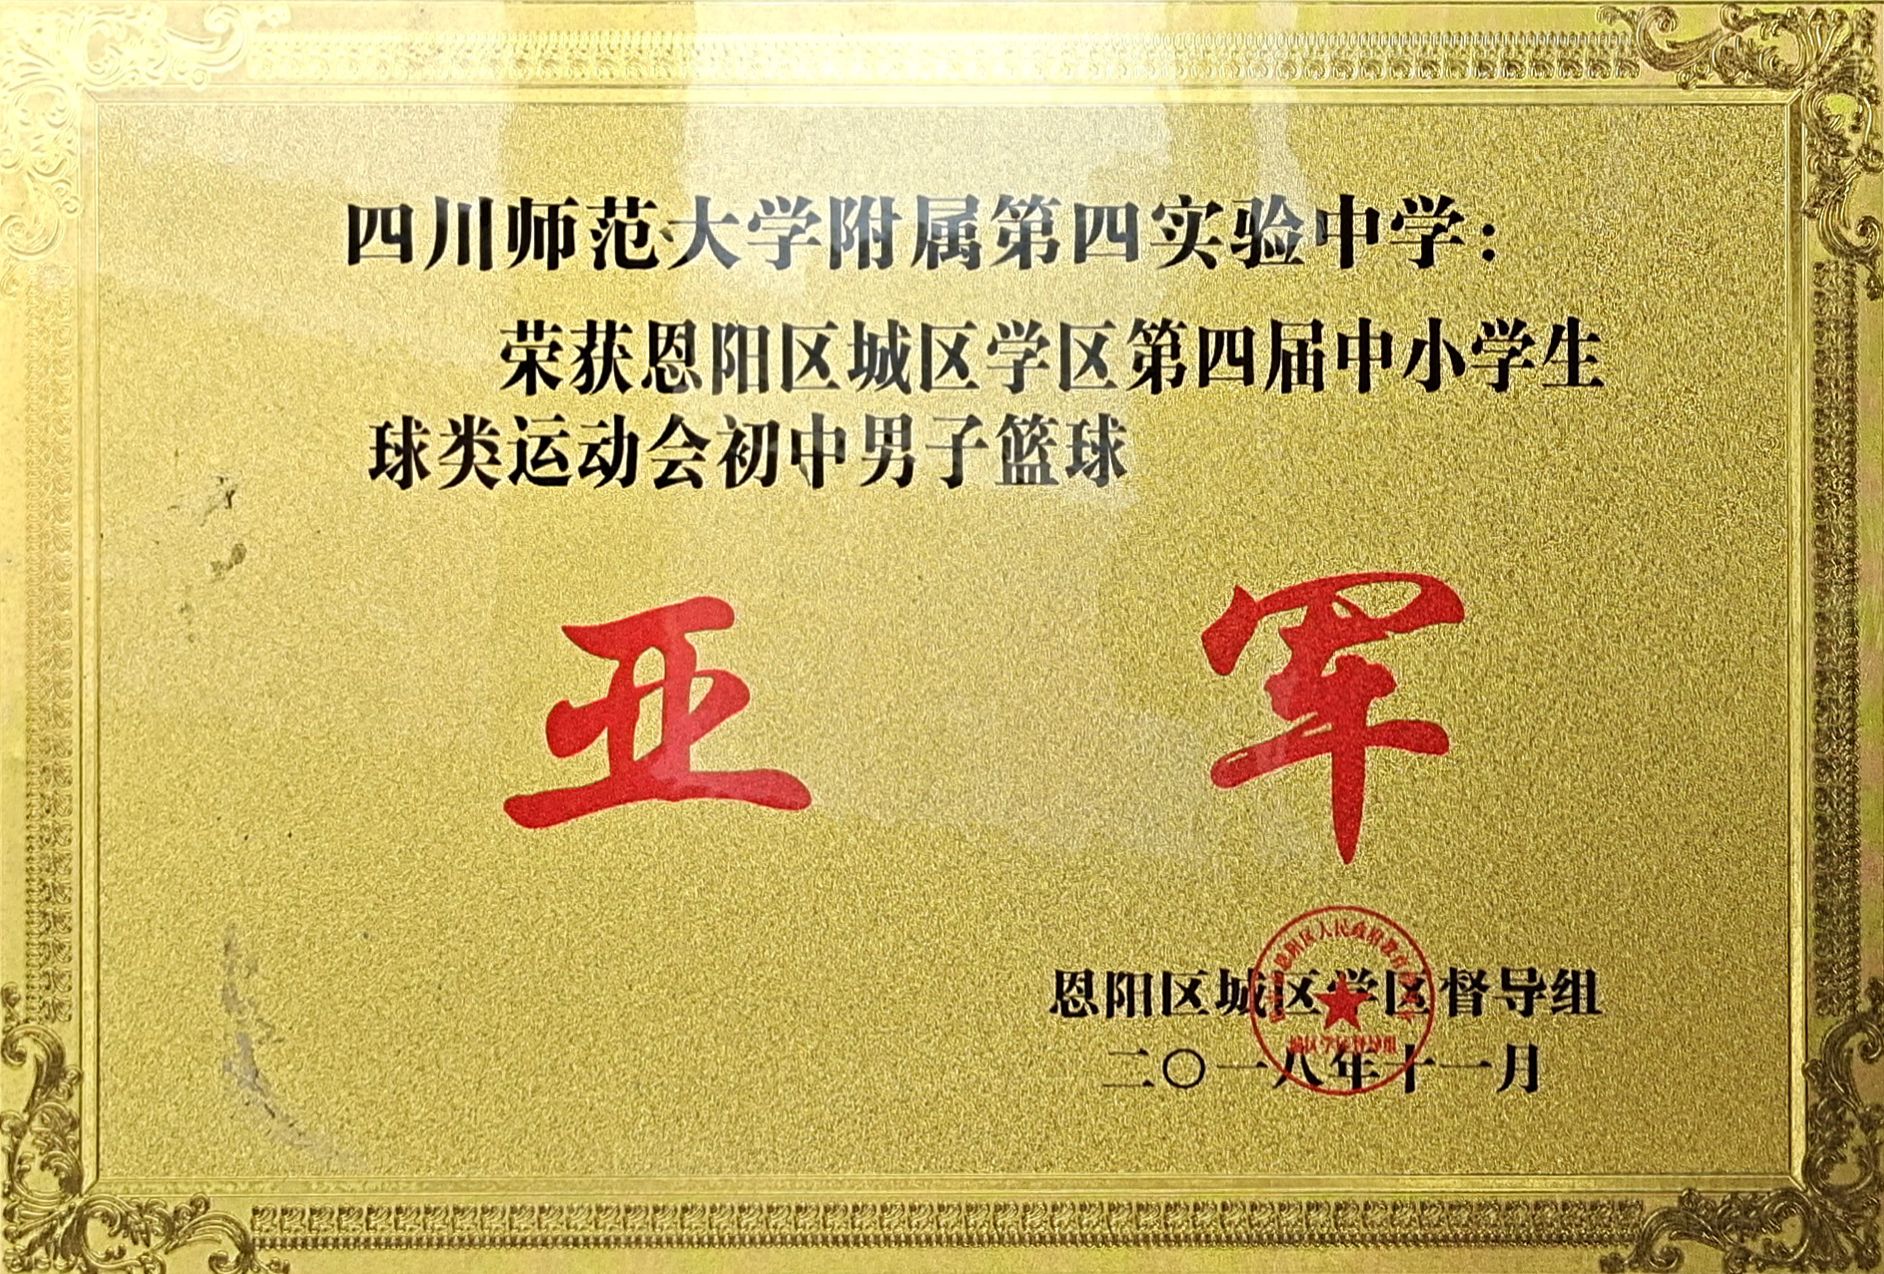 四川师范大学附属第四实验中学：
荣获恩阳区城区学区第四届中小学生
球类运动会初中男子篮球
亚军
恩阳区城区学区督导组
二〇一八年十一月